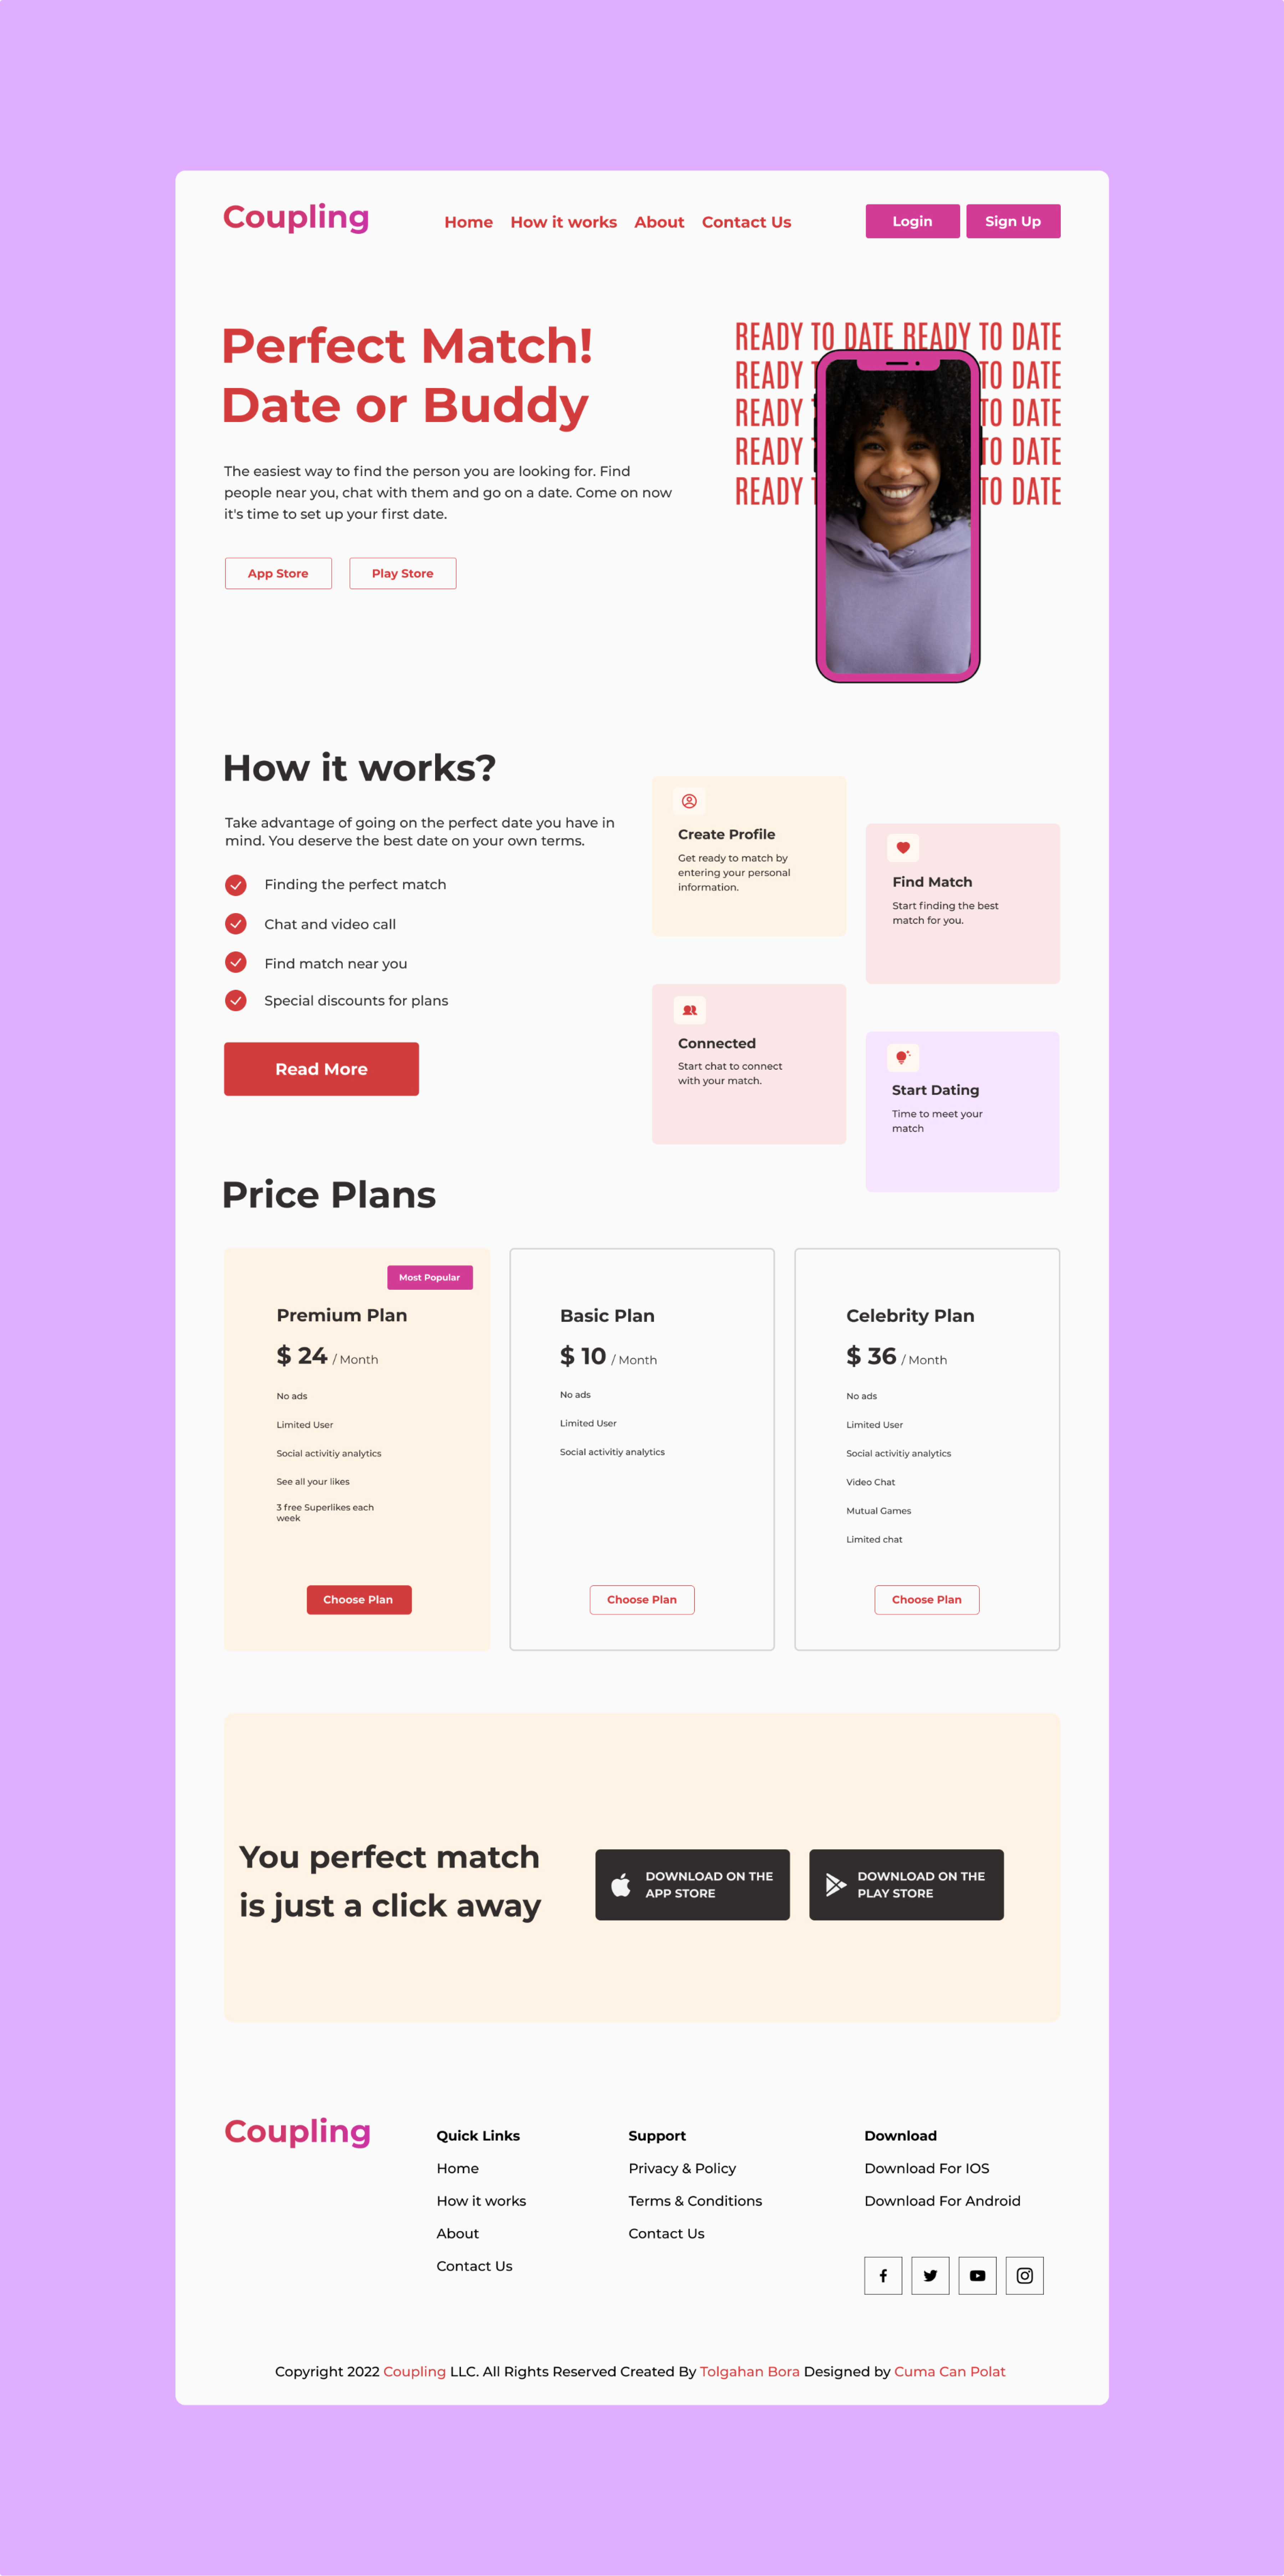 Coupling
Home How it works About Contact Us
Login Sign Up
Perfect Match!
Date or Buddy
The easiest way to find the person you are looking for. Find
people near you, chat with them and go on a date. Come on now
it's time to set up your first date.
App Store Play Store
READY TO DATE READY TO DATE
READY TO DATE
READY TO DATE
READY TO DATE
READY TO DATE
How it works?
Take advantage of going on the perfect date you have in
mind. You deserve the best date on your own terms.
Finding the perfect match
Chat and video call
Find match near you
Special discounts for plans
Read More
Create Profile
Get ready to match by
entering your personal
information.
Find Match
Start finding the best
match for you.
Connected
Start chat to connect
with your match.
Start Dating
Time to meet your
match
Price Plans
Most Popular
Premium Plan
$ 24 / Month
No ads
Limited User
Social activitiy analytics
See all your likes
3 free Superlikes each
week
Choose Plan
Basic Plan
$ 10 / Month
No ads
Limited User
Social activitiy analytics
Choose Plan
Celebrity Plan
$ 36 / Month
No ads
Limited User
Social activitiy analytics
Video Chat
Mutual Games
Limited chat
Choose Plan
You perfect match
is just a click away
DOWNLOAD ON THE
APP STORE
DOWNLOAD ON THE
PLAY STORE
Coupling
Quick Links
Home
How it works
About
Contact Us
Support
Privacy & Policy
Terms & Conditions
Contact Us
Download
Download For IOS
Download For Android
Copyright 2022 Coupling LLC. All Rights Reserved Created By Tolgahan Bora Designed by Cuma Can Polat